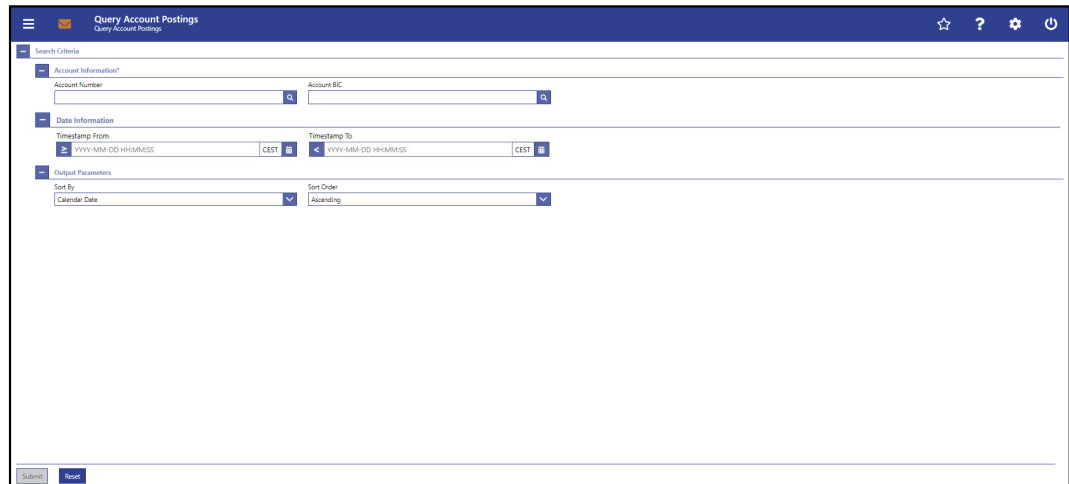 Query Account Postings
Query Account Postings
?
Search Criteria
Account Information*
Account Number
Account BIC
Date Information
Timestamp From
Timestamp To
≥ YYYY-MM-DD HH:MM:SS CEST
< YYYY-MM-DD HH:MM:SS CEST
Output Parameters
Sort By
Sort Order
Calendar Date
Ascending
Submit
Reset